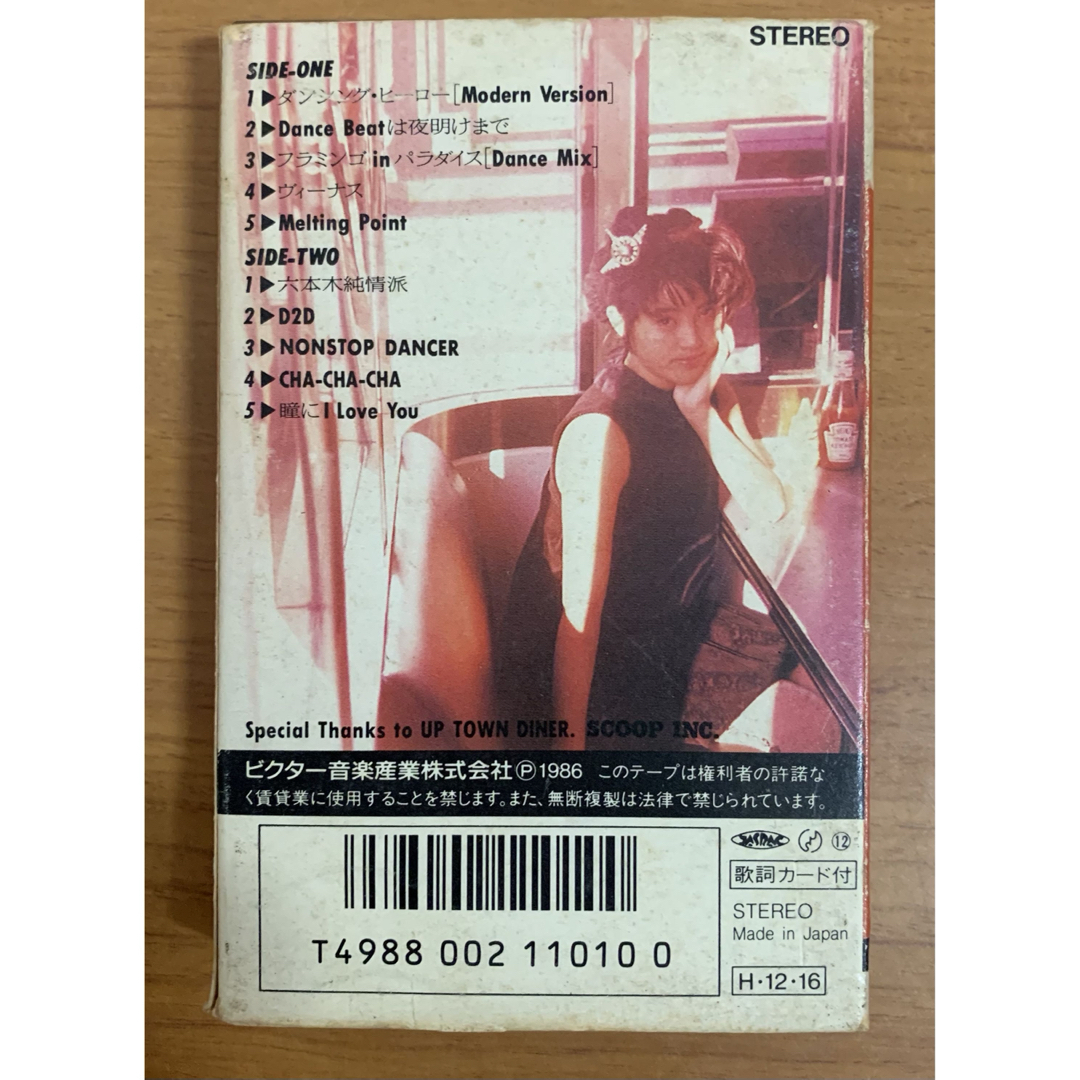 STEREO
SIDE-ONE
1▶ダンシング・ヒーロー[Modern Version]
2▶Dance Beatは夜明けまで
3▶フラミンゴ in パラダイス[Dance Mix]
4▶ヴィーナス
5▶Melting Point
SIDE-TWO
1▶六本木純情派
2▶D2D
3▶NONSTOP DANCER
4▶CHA-CHA-CHA
5▶瞳に I Love You
Special Thanks to UP TOWN DINER. SCOOP INC.
ビクター音楽産業株式会社Ⓟ1986 このテープは権利者の許諾な
く賃貸業に使用することを禁じます。また、無断複製は法律で禁じられています。
JASRAC ⑫
歌詞カード付
STEREO
Made in Japan
H・12・16
T4988 002 11010 0